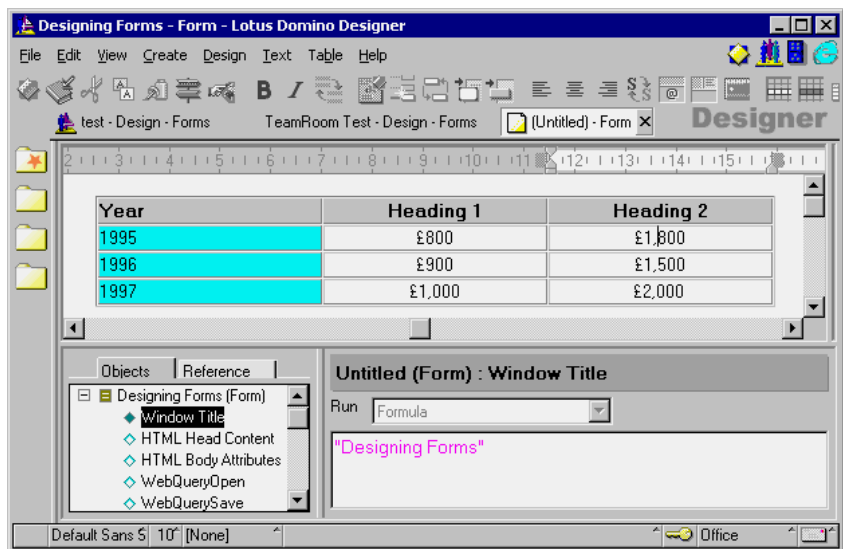 Designing Forms - Form - Lotus Domino Designer
File Edit View Create Design Text Table Help
B I
test - Design - Forms TeamRoom Test - Design - Forms (Untitled) - Form Designer
2 3 4 5 6 7 8 9 10 11 12 13 14 15
Year Heading 1 Heading 2
1995 £800 £1,800
1996 £900 £1,500
1997 £1,000 £2,000
Objects Reference
Designing Forms (Form)
Window Title
HTML Head Content
HTML Body Attributes
WebQueryOpen
WebQuerySave
Untitled (Form) : Window Title
Run Formula
"Designing Forms"
Default Sans S 10 [None] Office